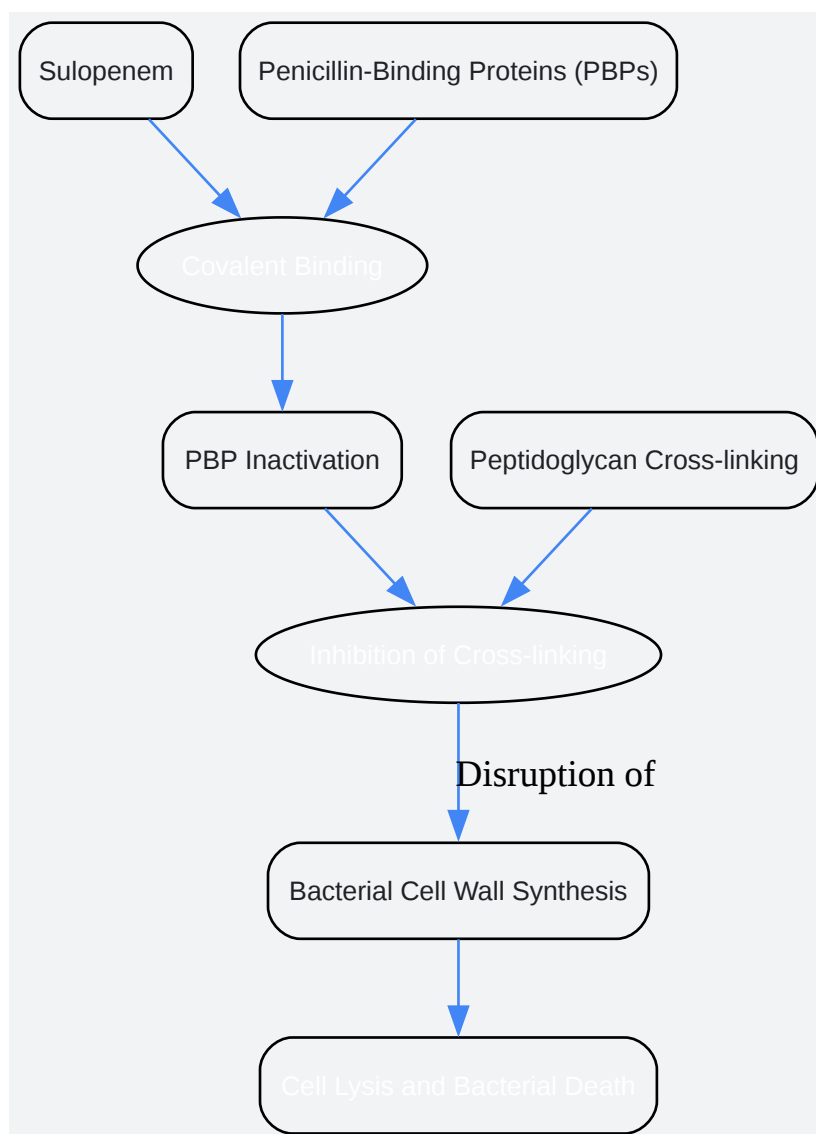 Sulopenem
Penicillin-Binding Proteins (PBPs)
Covalent Binding
PBP Inactivation
Peptidoglycan Cross-linking
Inhibition of Cross-linking
Disruption of
Bacterial Cell Wall Synthesis
Cell Lysis and Bacterial Death